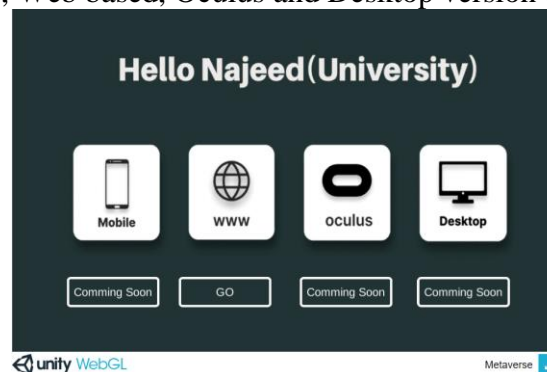 , Web-based, Oculus and Desktop version
Hello Najeed(University)
Mobile
www
oculus
Desktop
Comming Soon
GO
Comming Soon
Comming Soon
unity WebGL
Metaverse